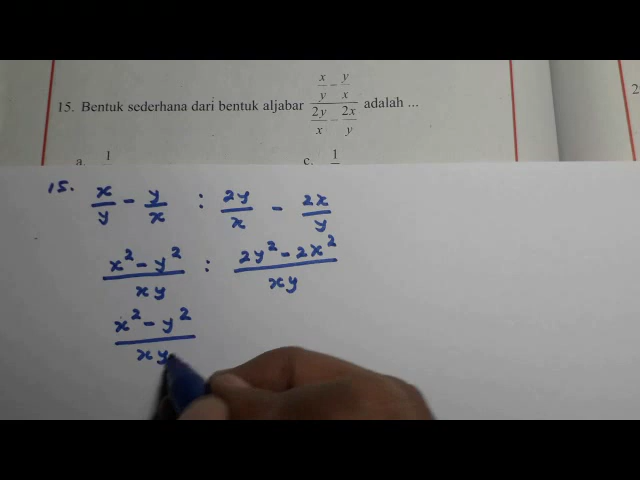 15. Bentuk sederhana dari bentuk aljabar (x/y - y/x)/(2y/x - 2x/y) adalah ...
a. 1
c. 1
2
15. x/y - y/x : 2y/x - 2x/y
(x² - y²)/(xy) : (2y² - 2x²)/(xy)
(x² - y²)/(xy)